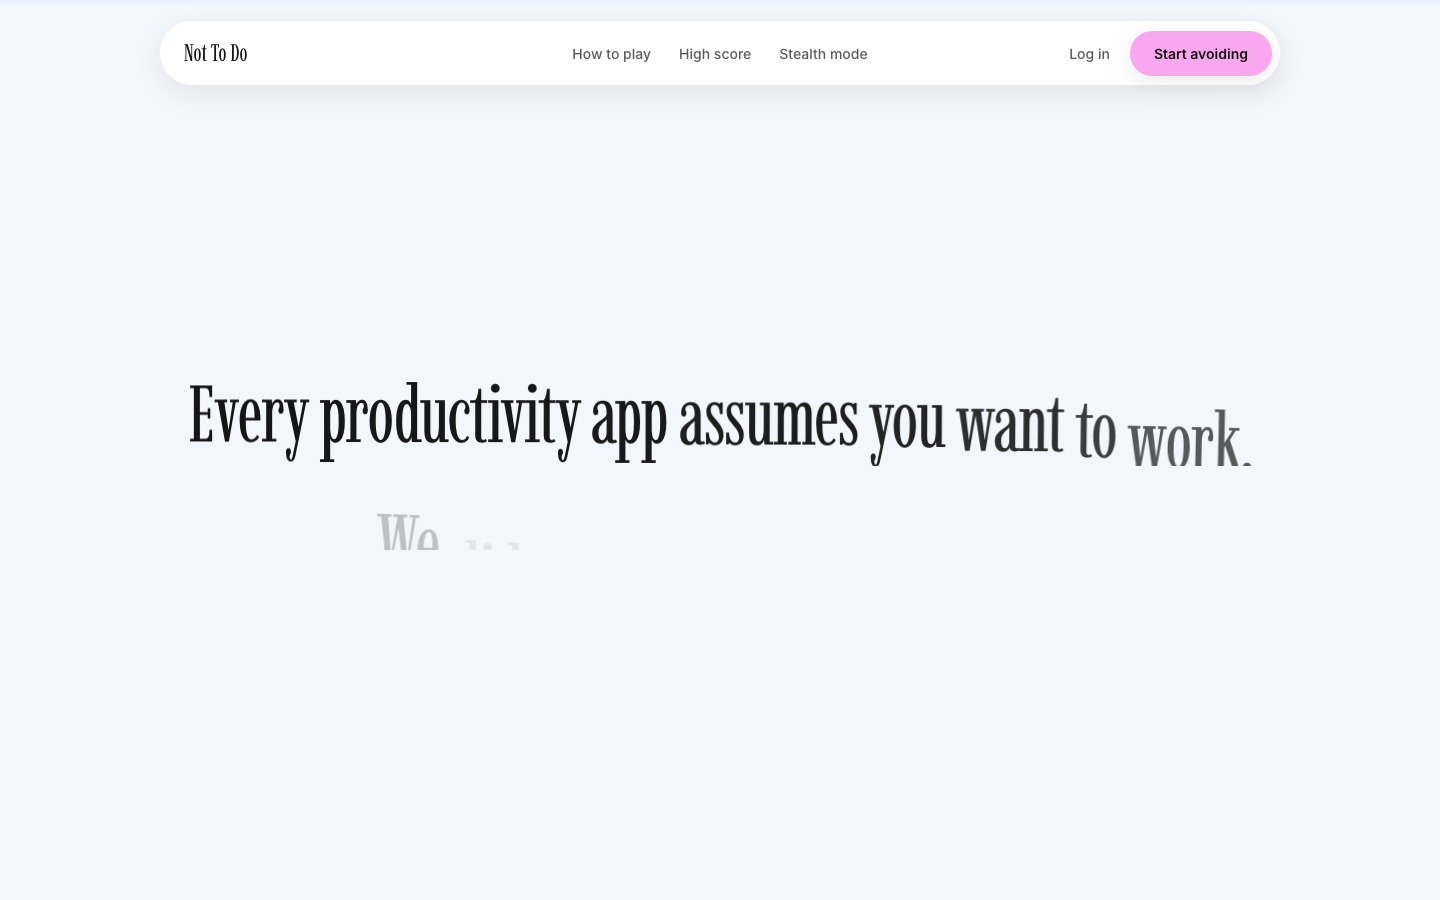 Not To Do
How to play
High score
Stealth mode
Log in
Start avoiding
Every productivity app assumes you want to work.
We